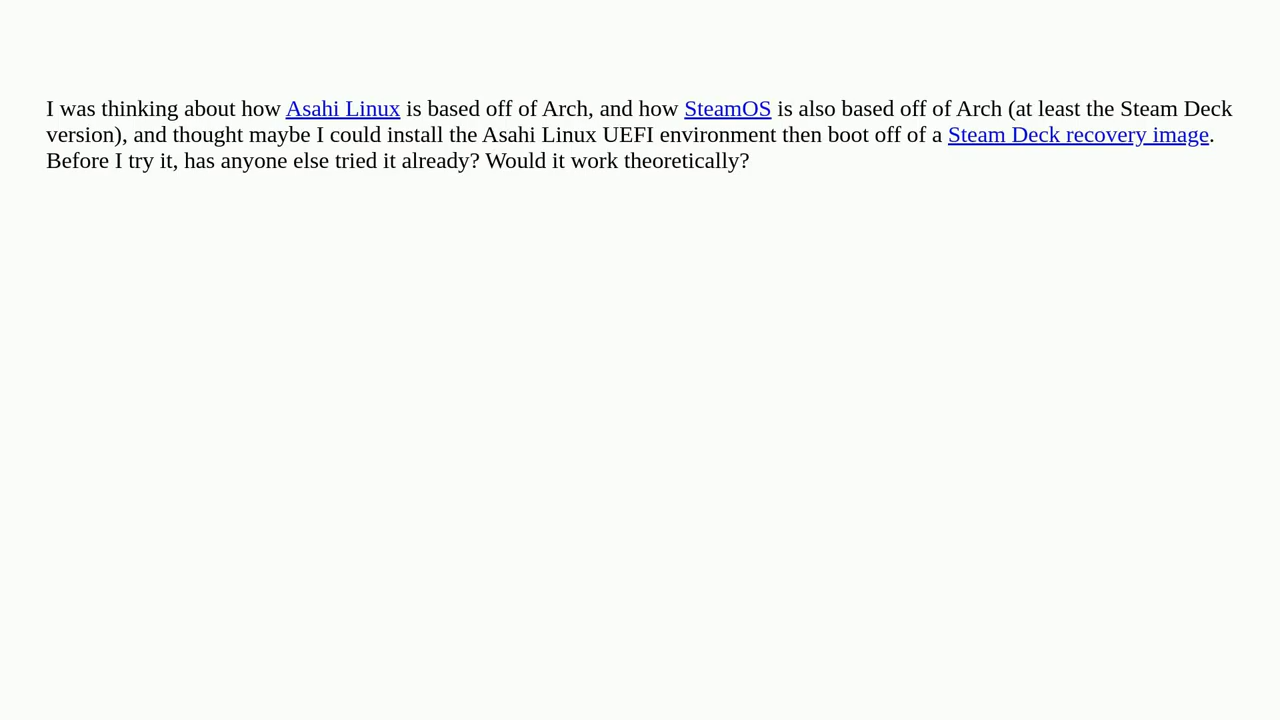 I was thinking about how Asahi Linux is based off of Arch, and how SteamOS is also based off of Arch (at least the Steam Deck
version), and thought maybe I could install the Asahi Linux UEFI environment then boot off of a Steam Deck recovery image.
Before I try it, has anyone else tried it already? Would it work theoretically?